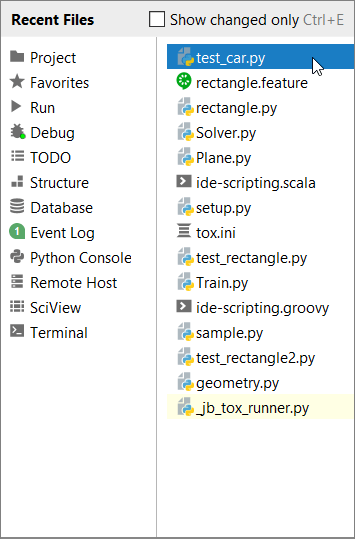 Recent Files Show changed only Ctrl+E
Project
Favorites
Run
Debug
TODO
Structure
Database
1 Event Log
Python Console
Remote Host
SciView
Terminal
test_car.py
rectangle.feature
rectangle.py
Solver.py
Plane.py
ide-scripting.scala
setup.py
tox.ini
test_rectangle.py
Train.py
ide-scripting.groovy
sample.py
test_rectangle2.py
geometry.py
_jb_tox_runner.py